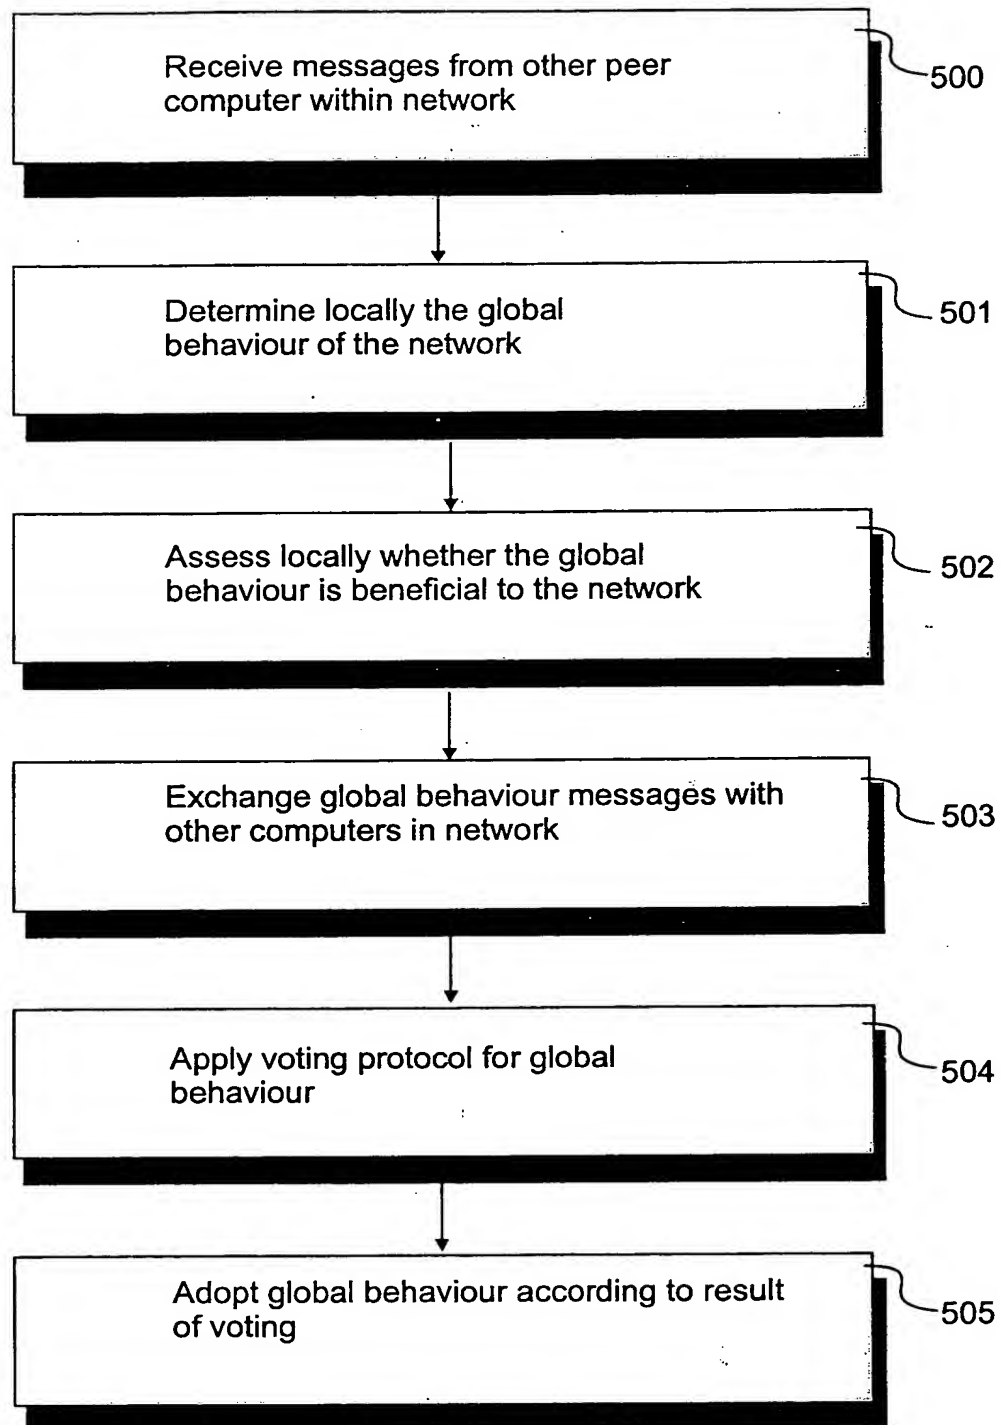 Receive messages from other peer
computer within network
500
Determine locally the global
behaviour of the network
501
Assess locally whether the global
behaviour is beneficial to the network
502
Exchange global behaviour messages with
other computers in network
503
Apply voting protocol for global
behaviour
504
Adopt global behaviour according to result
of voting
505